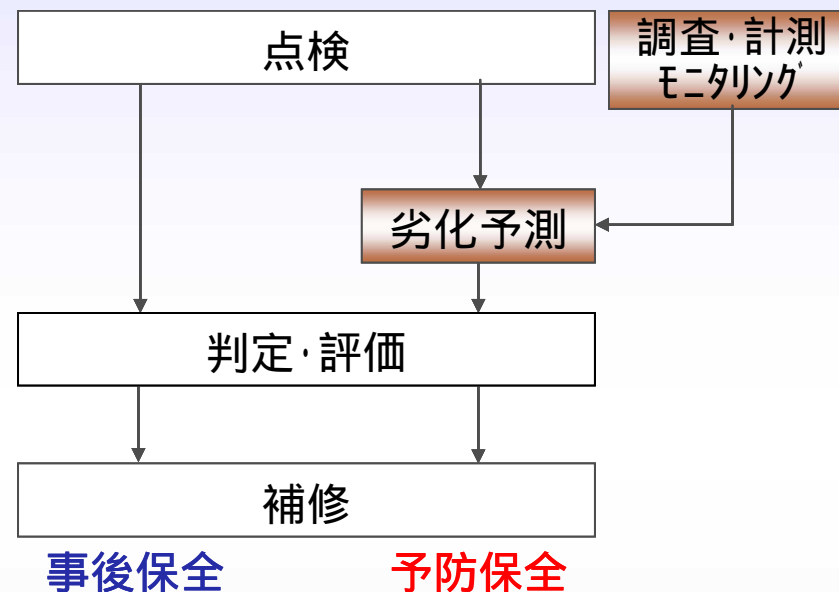 点検
調査・計測
ﾓﾆﾀﾘﾝｸﾞ
劣化予測
判定・評価
補修
事後保全
予防保全